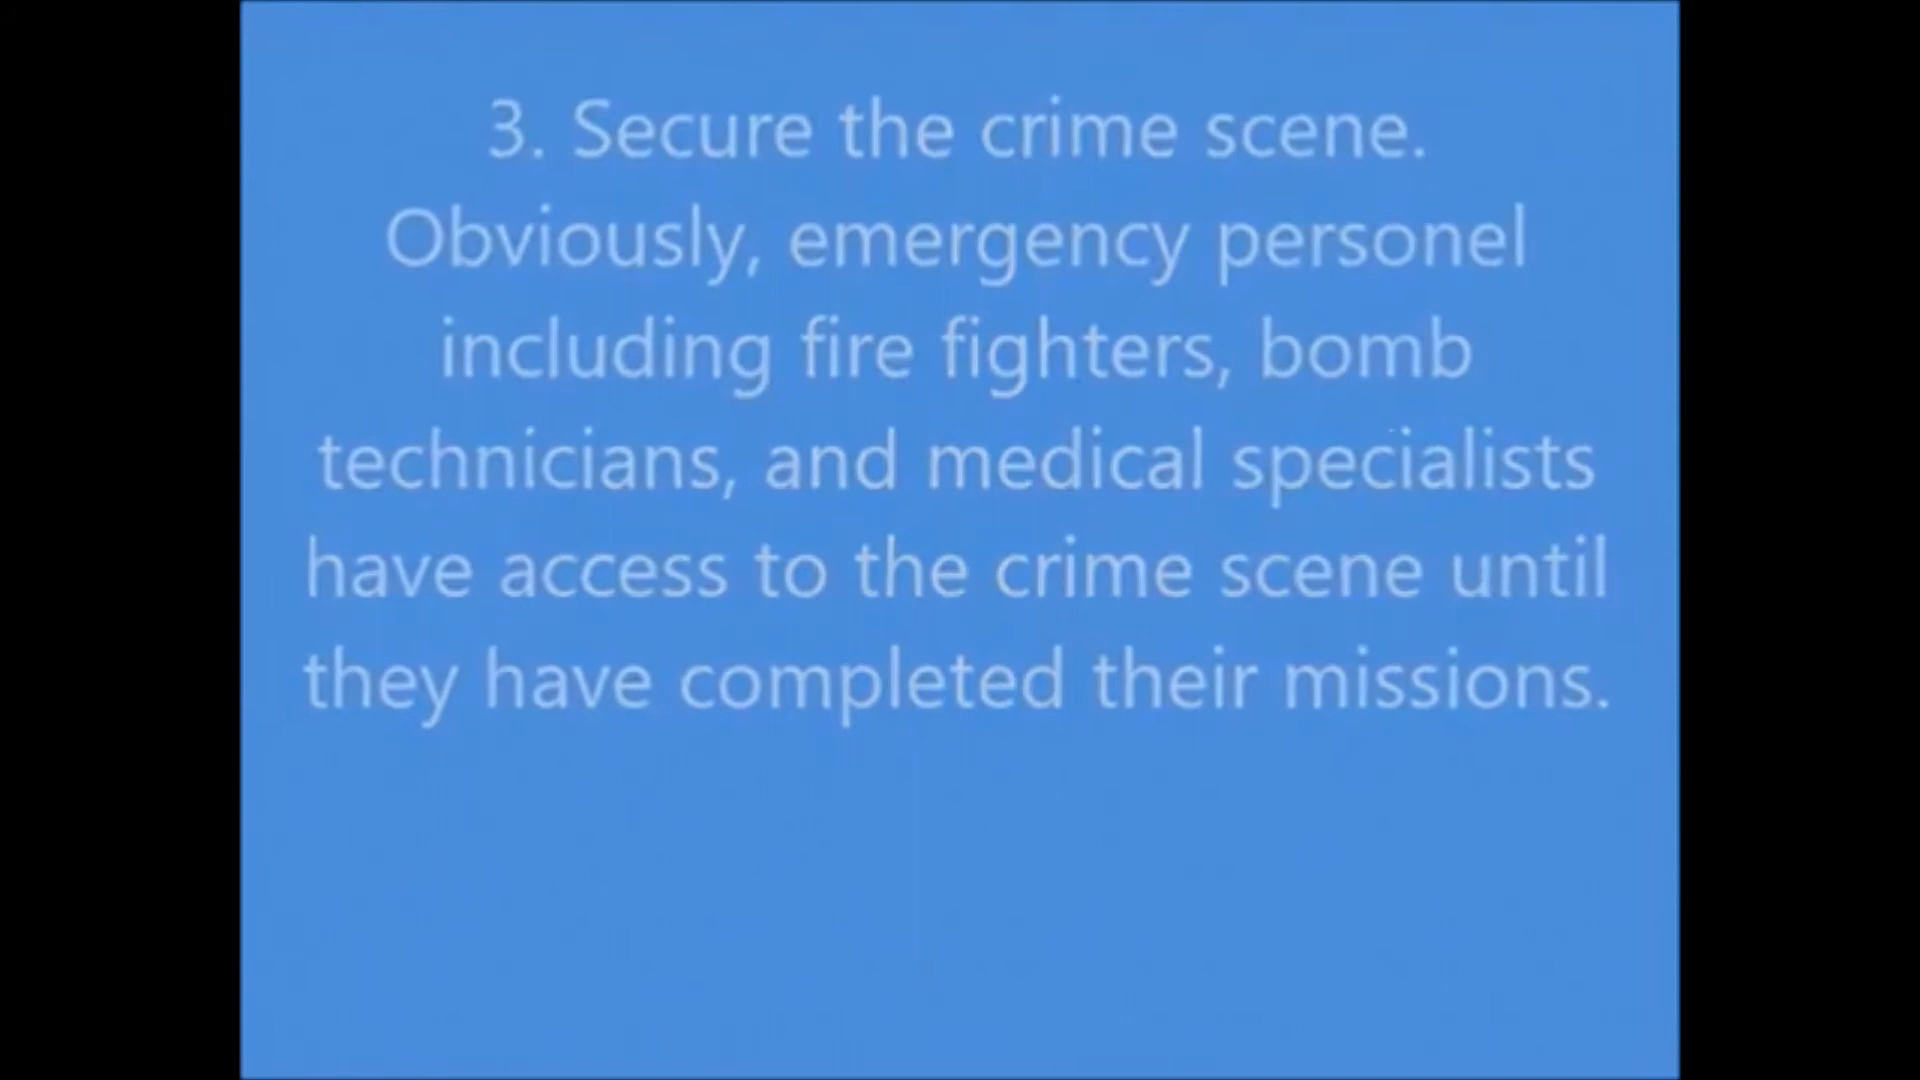 3. Secure the crime scene.
Obviously, emergency personel
including fire fighters, bomb
technicians, and medical specialists
have access to the crime scene until
they have completed their missions.